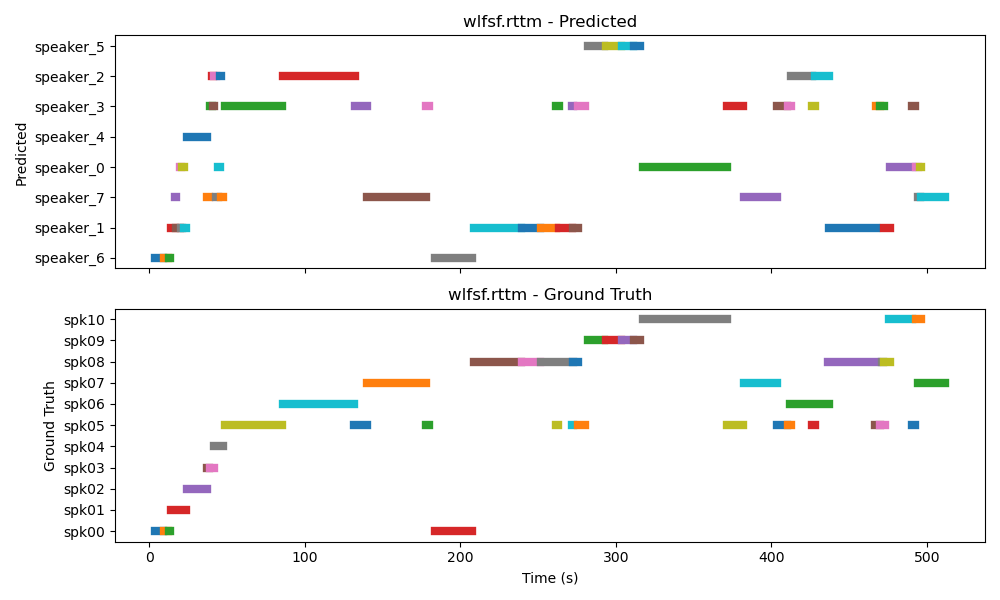 wlfsf.rttm - Predicted
speaker_5
speaker_2
speaker_3
speaker_4
speaker_0
speaker_7
speaker_1
speaker_6
Predicted
wlfsf.rttm - Ground Truth
spk10
spk09
spk08
spk07
spk06
spk05
spk04
spk03
spk02
spk01
spk00
Ground Truth
0 100 200 300 400 500
Time (s)